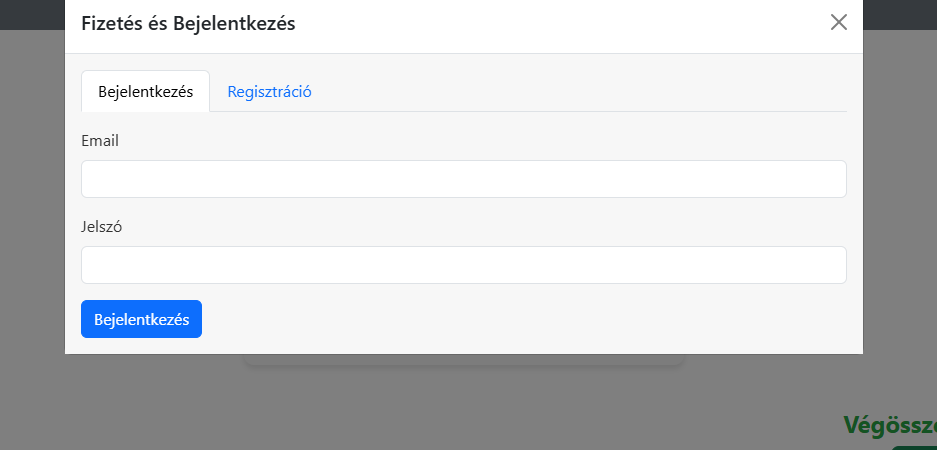 Fizetés és Bejelentkezés
Bejelentkezés Regisztráció
Email
Jelszó
Bejelentkezés